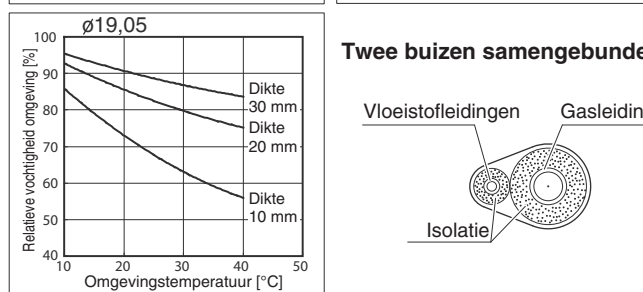 ø19,05
Relatieve vochtigheid omgeving [%]
100
90
80
70
60
50
40
10
20
30
40
50
Omgevingstemperatuur [°C]
Dikte
30 mm
Dikte
20 mm
Dikte
10 mm
Twee buizen samengebunde
Vloeistofleidingen
Gasleidin
Isolatie